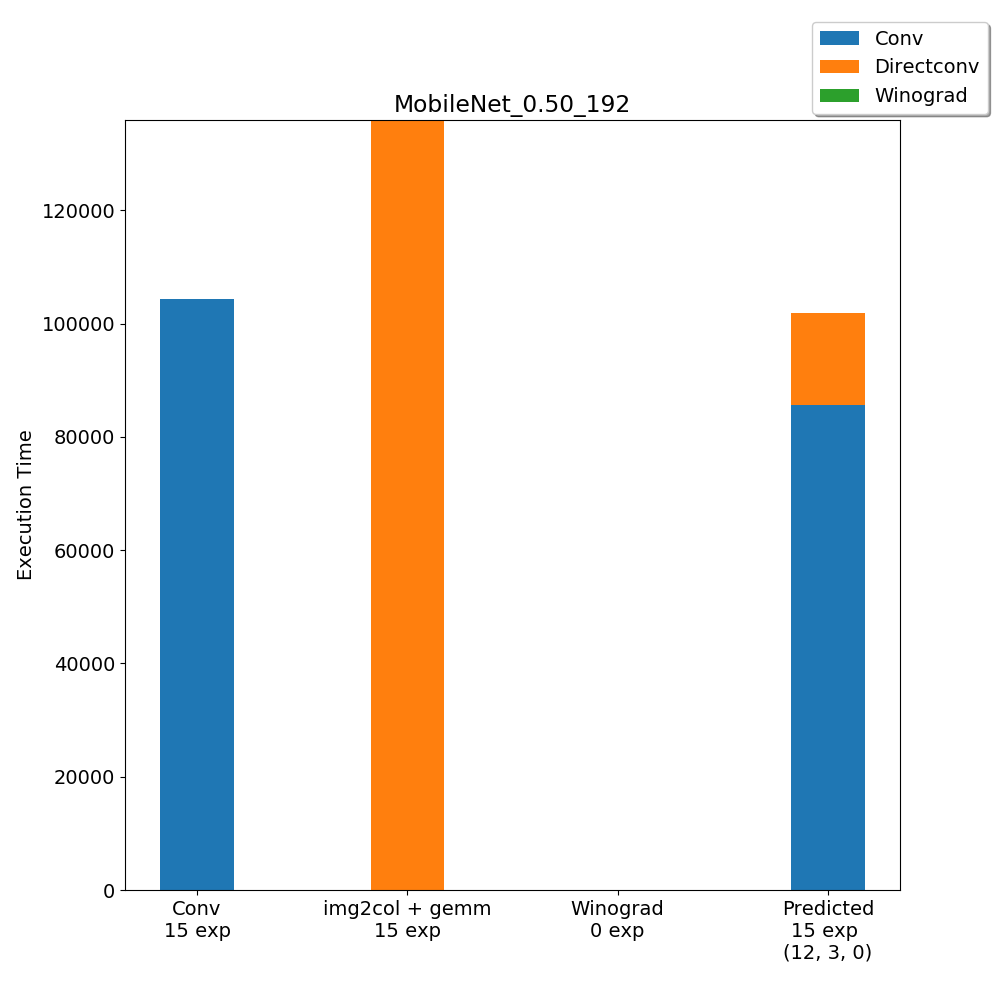 Conv
Directconv
Winograd
MobileNet_0.50_192
Execution Time
120000
100000
80000
60000
40000
20000
0
Conv
15 exp
img2col + gemm
15 exp
Winograd
0 exp
Predicted
15 exp
(12, 3, 0)